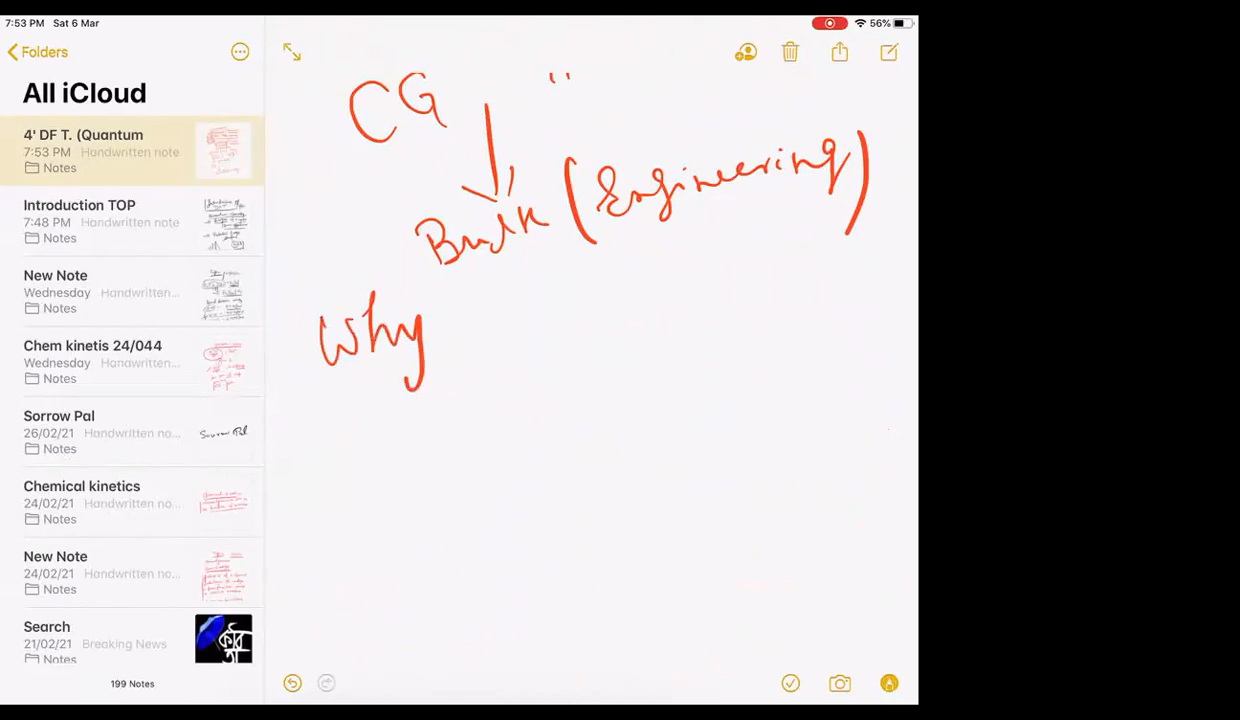 7:53 PM Sat 6 Mar
56%
Folders
All iCloud
4' DF T. (Quantum
7:53 PM Handwritten note
Notes
Introduction TOP
7:48 PM Handwritten note
Notes
New Note
Wednesday Handwritten...
Notes
Chem kinetis 24/044
Wednesday Handwritten...
Notes
Sorrow Pal
26/02/21 Handwritten no...
Notes
Sorrow Pal
Chemical kinetics
24/02/21 Handwritten no...
Notes
New Note
24/02/21 Handwritten no...
Notes
Search
21/02/21 Breaking News
Notes
199 Notes
CG "
Bulk (Engineering)
Why